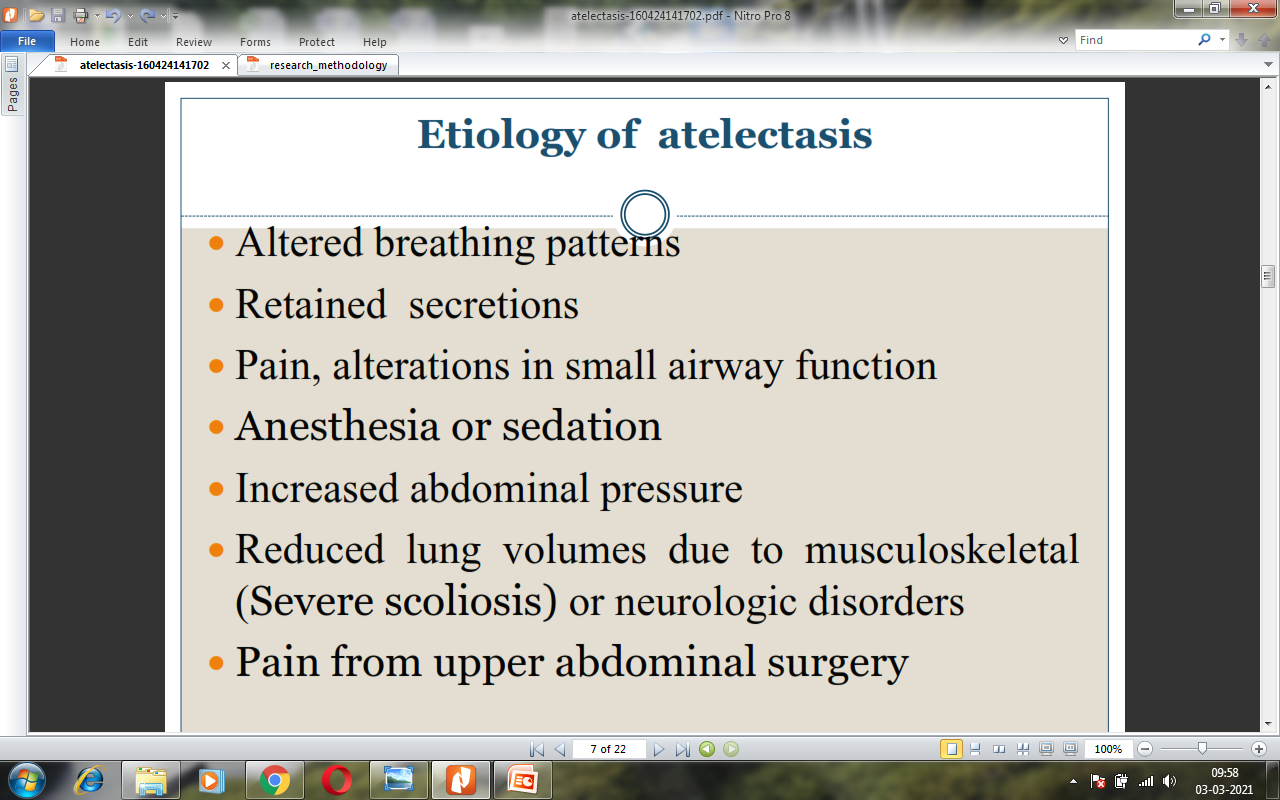 atelectasis-160424141702.pdf - Nitro Pro 8
File Home Edit Review Forms Protect Help Find
atelectasis-160424141702 research_methodology
Pages
Etiology of atelectasis
Altered breathing patterns
Retained secretions
Pain, alterations in small airway function
Anesthesia or sedation
Increased abdominal pressure
Reduced lung volumes due to musculoskeletal
(Severe scoliosis) or neurologic disorders
Pain from upper abdominal surgery
7 of 22 100%
09:58
03-03-2021